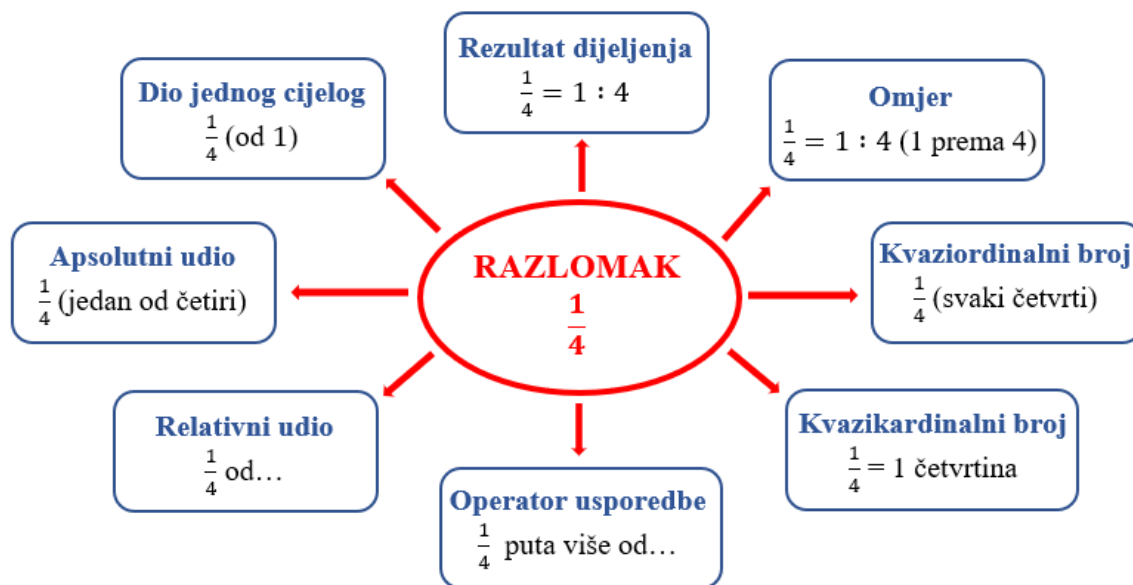 Rezultat dijeljenja
1/4 = 1 : 4
Dio jednog cijelog
1/4 (od 1)
Omjer
1/4 = 1 : 4 (1 prema 4)
Apsolutni udio
1/4 (jedan od četiri)
RAZLOMAK
1/4
Kvaziordinalni broj
1/4 (svaki četvrti)
Relativni udio
1/4 od…
Kvazikardinalni broj
1/4 = 1 četvrtina
Operator usporedbe
1/4 puta više od…